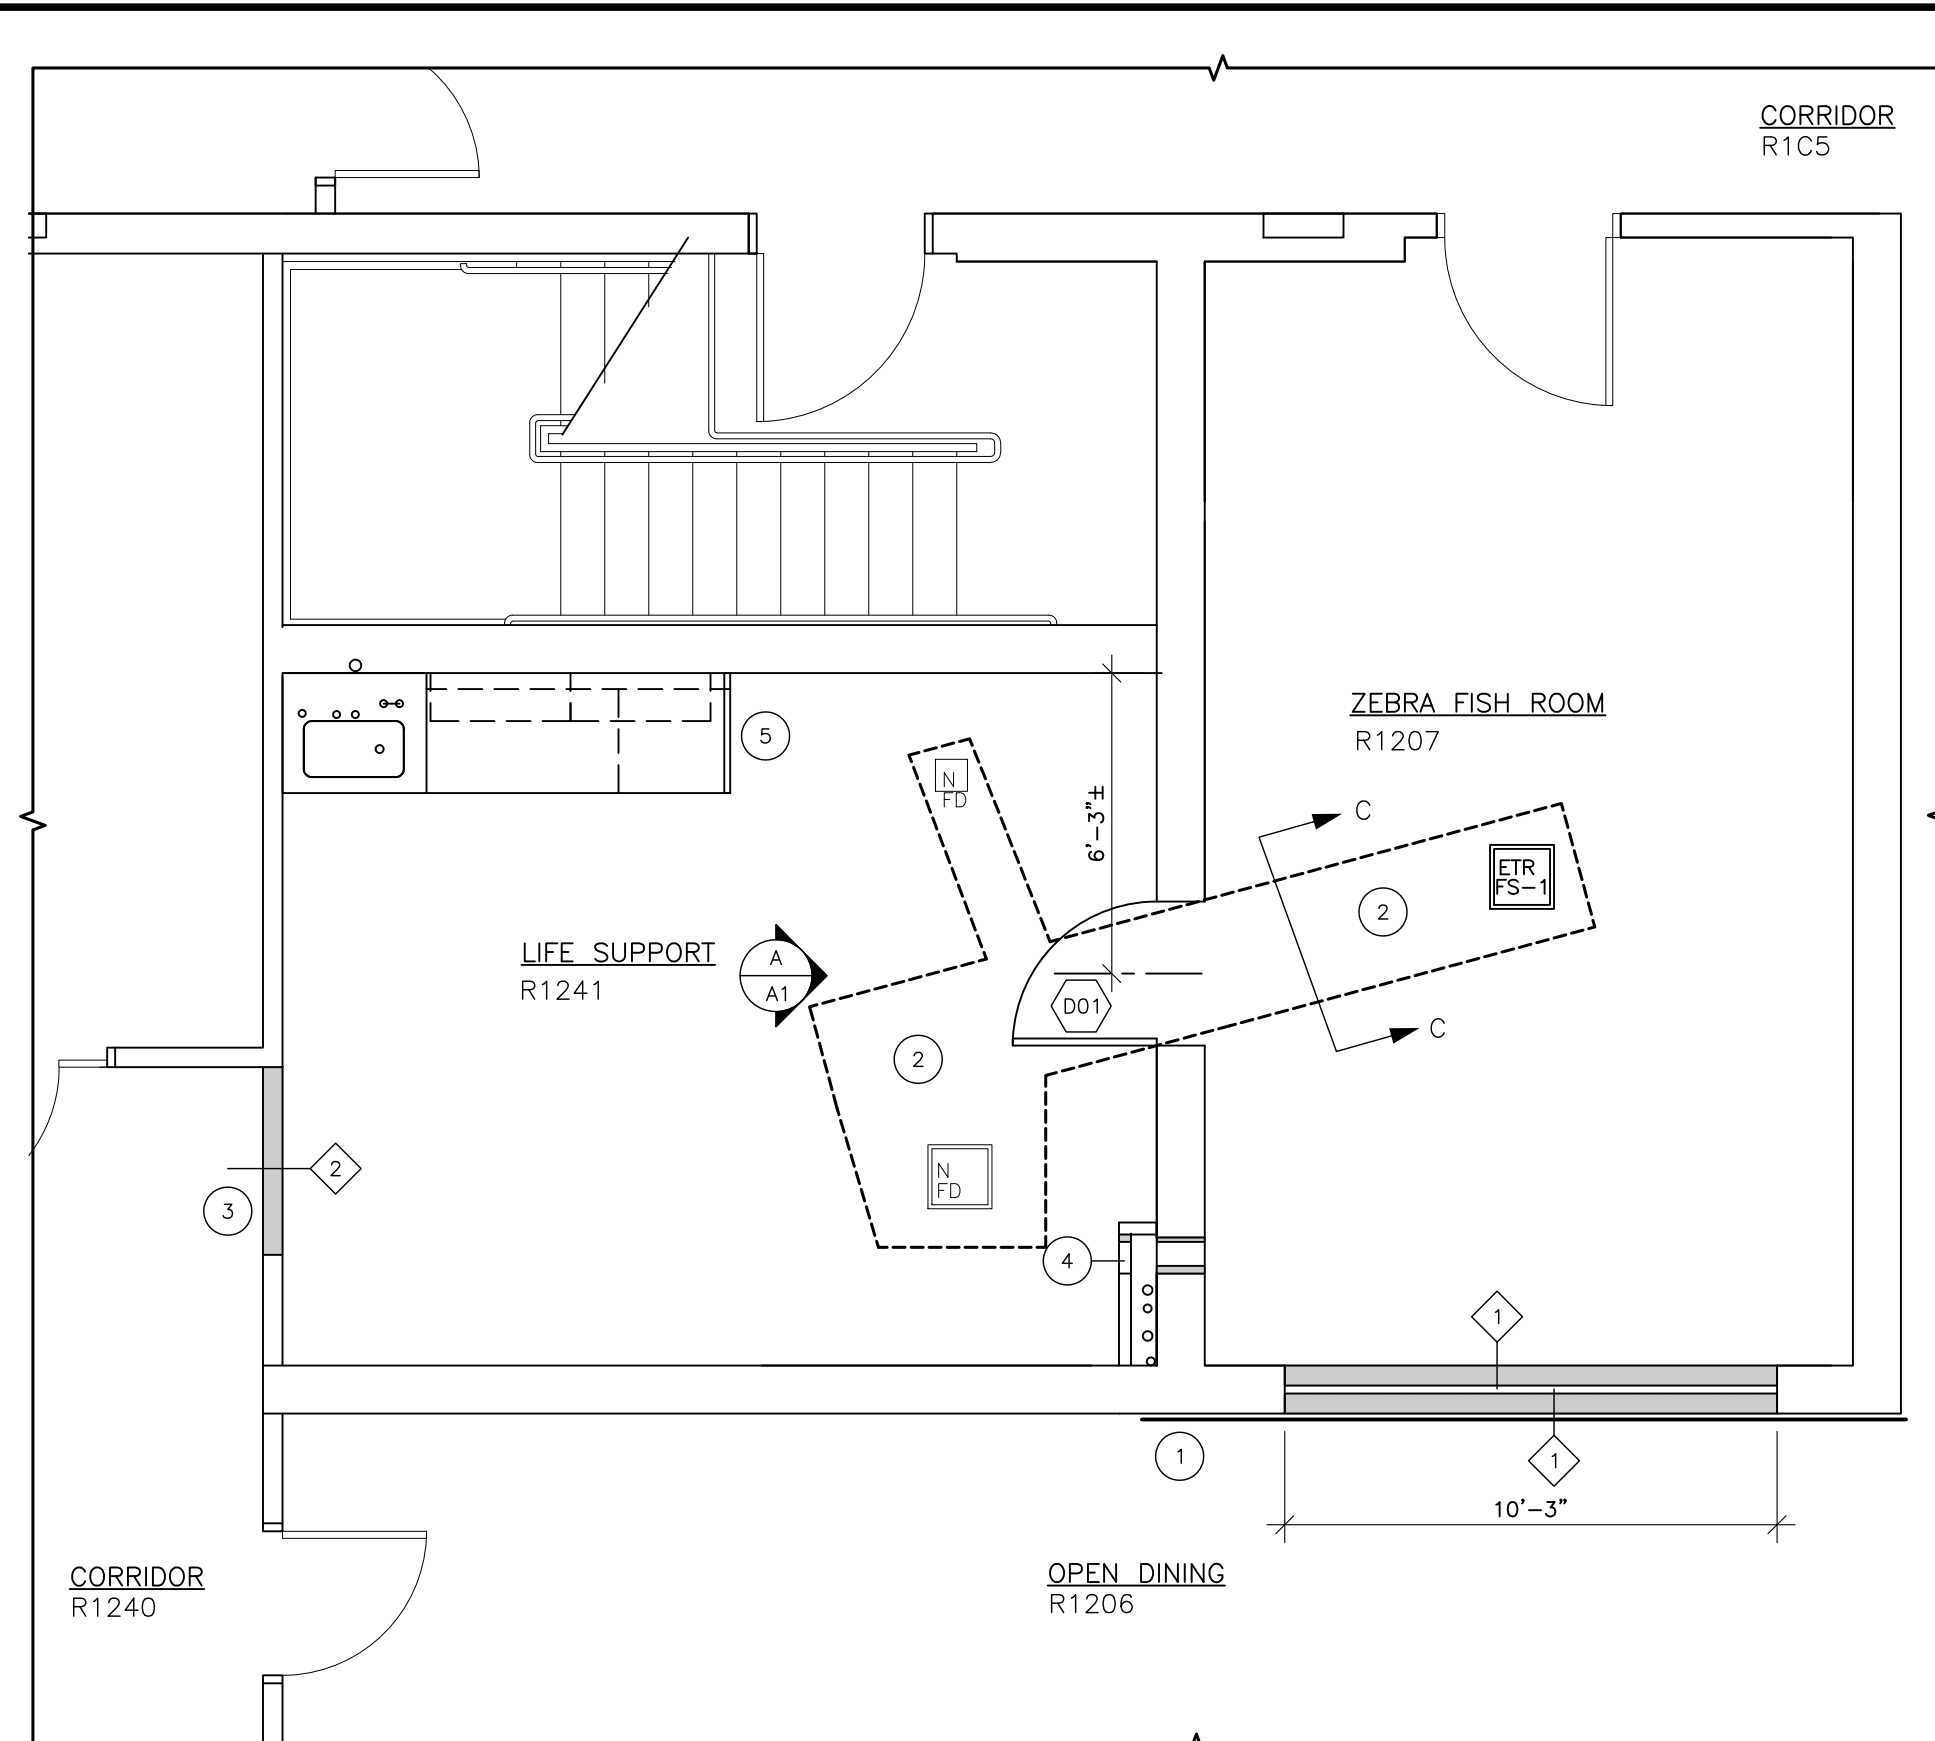 CORRIDOR
R1C5
ZEBRA FISH ROOM
R1207
5
N
FD
6'-3"±
C
ETR
FS-1
2
LIFE SUPPORT
R1241
A
A1
D01
C
2
2
N
FD
3
4
1
1
1
10'-3"
CORRIDOR
R1240
OPEN DINING
R1206